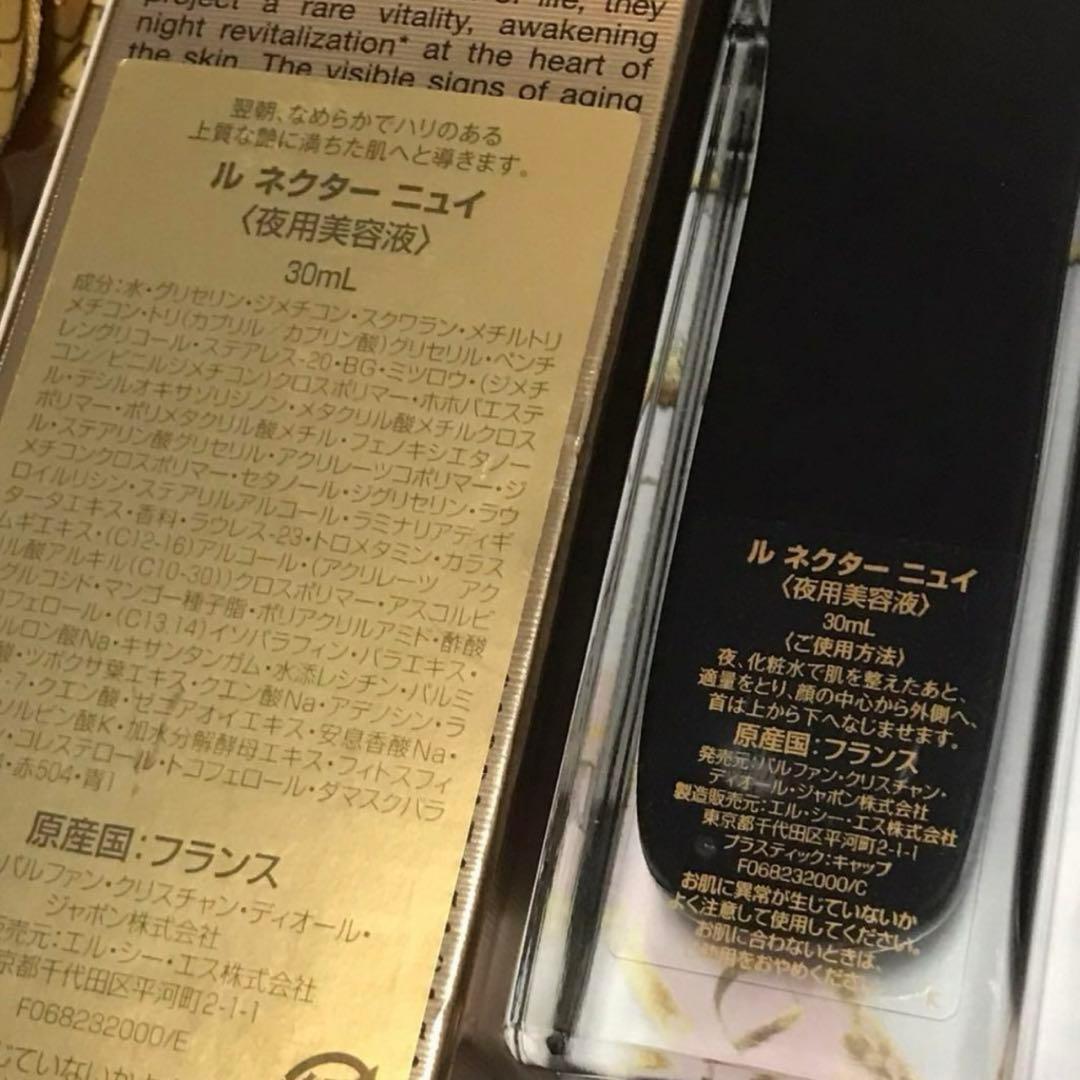 of life, they
project a rare vitality, awakening
night revitalization* at the heart of
the skin. The visible signs of aging
翌朝、なめらかでハリのある
上質な艶に満ちた肌へと導きます。
ル ネクター ニュイ
〈夜用美容液〉
30mL
成分:水・グリセリン・ジメチコン・スクワラン・メチルトリ
メチコン・トリ(カプリル/カプリン酸)グリセリル・ペンチ
レングリコール・ステアレス-20・BG・ミツロウ・(ジメチ
コン/ビニルジメチコン)クロスポリマー・ホホバエステ
ル・デシルオキサゾリジノン・メタクリル酸メチルクロス
ポリマー・ポリメタクリル酸メチル・フェノキシエタノー
ル・ステアリン酸グリセリル・アクリレーツコポリマー・ジ
メチコンクロスポリマー・セタノール・ジグリセリン・ラウ
ロイルリシン・ステアリルアルコール・ラミナリアディギ
タータエキス・香料・ラウレス-23・トロメタミン・カラス
ムギエキス・(C12-16)アルコール・(アクリレーツ/アク
リル酸アルキル(C10-30))クロスポリマー・アスコルビ
グルコシド・マンゴー種子脂・ポリアクリルアミド・酢酸
コフェロール・(C13,14)イソパラフィン・バラエキス・
ルロン酸Na・キサンタンガム・水添レシチン・パルミ
酸・ツボクサ葉エキス・クエン酸Na・アデノシン・ラ
7・クエン酸・ゼニアオイエキス・安息香酸Na・
ソルビン酸K・加水分解酵母エキス・フィトスフィ
ン・コレステロール・トコフェロール・ダマスクバラ
・赤504・青1
原産国:フランス
パルファン・クリスチャン・ディオール・
ジャポン株式会社
売元:エル・シー・エス株式会社
京都千代田区平河町2-1-1
F068232000/E
じていないか
ル ネクター ニュイ
〈夜用美容液〉
30mL
〈ご使用方法〉
夜、化粧水で肌を整えたあと、
適量をとり、顔の中心から外側へ、
首は上から下へなじませます。
原産国:フランス
発売元:パルファン・クリスチャン・
ディオール・ジャポン株式会社
製造販売元:エル・シー・エス株式会社
東京都千代田区平河町2-1-1
プラスティック:キャップ
F068232000/C
お肌に異常が生じていないか
よく注意して使用してください。
お肌に合わないときは、
使用をおやめくださ